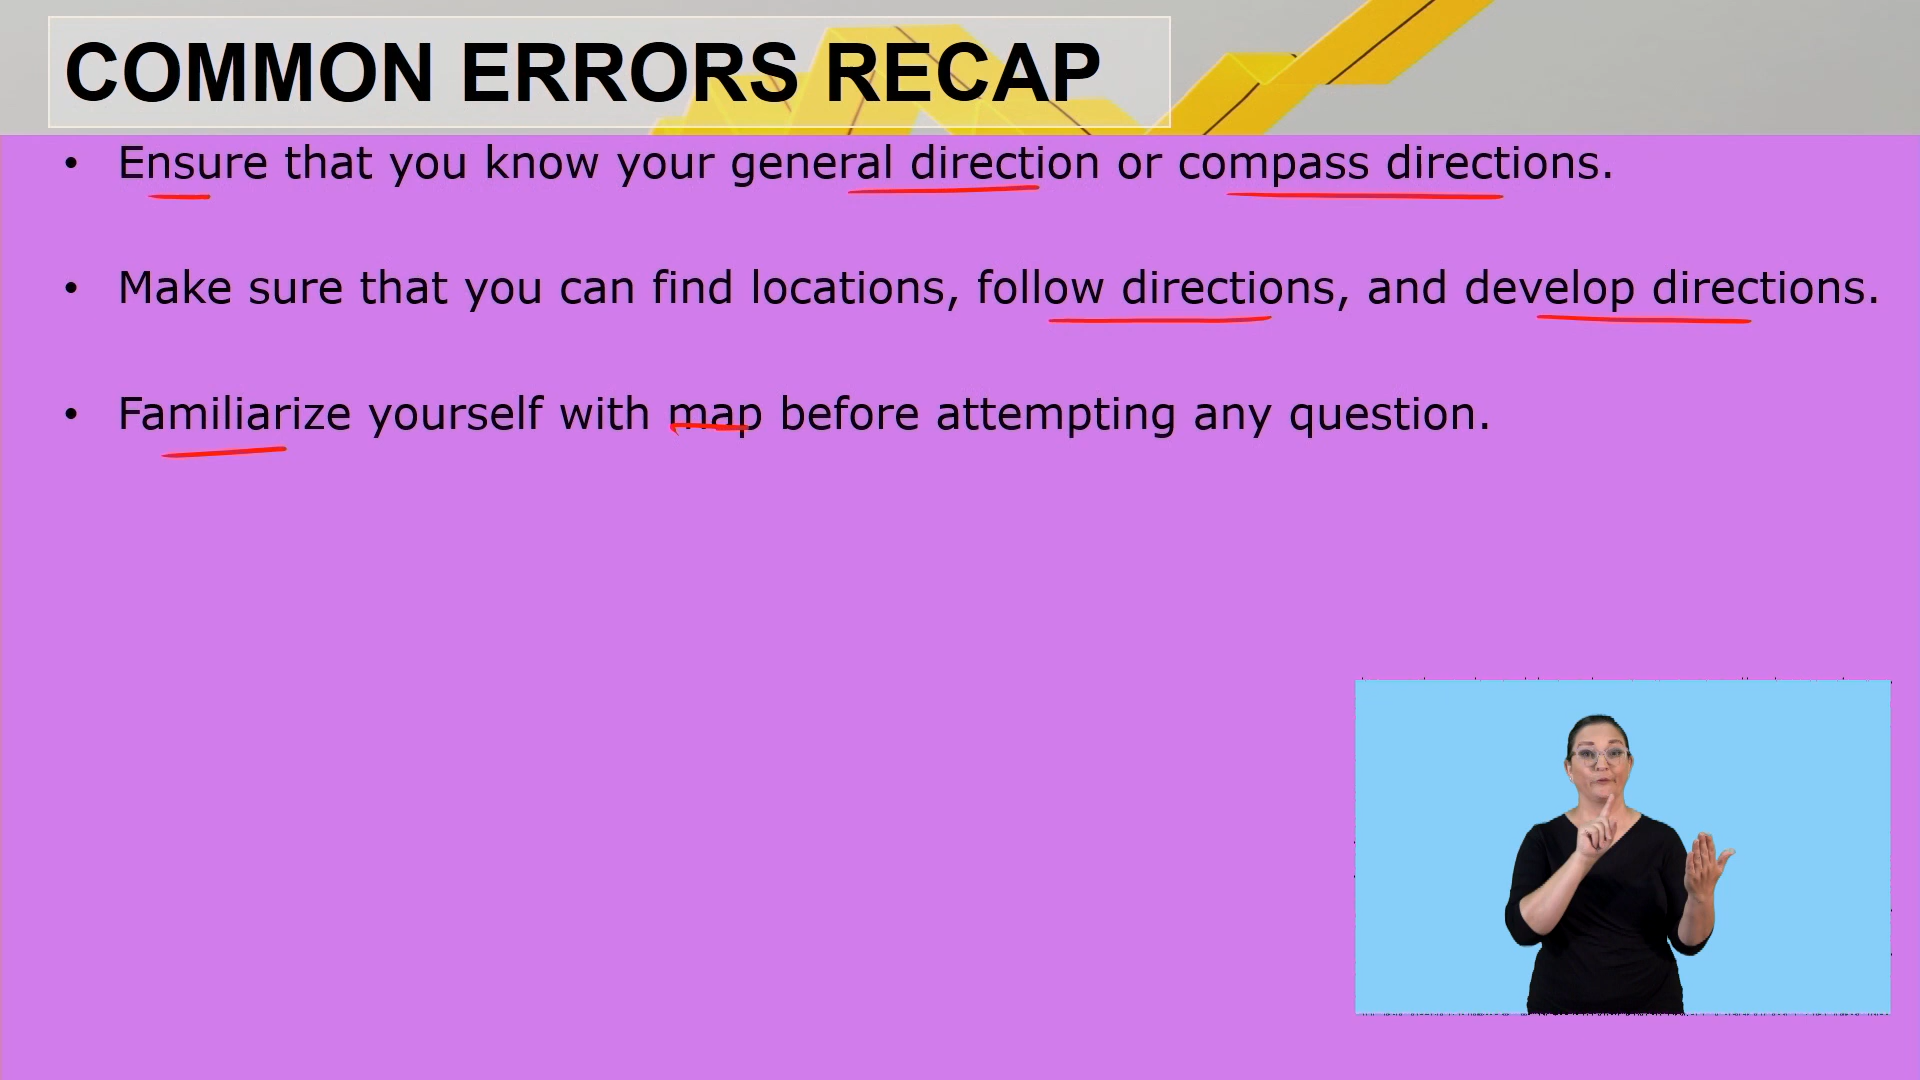 COMMON ERRORS RECAP
• Ensure that you know your general direction or compass directions.
• Make sure that you can find locations, follow directions, and develop directions.
• Familiarize yourself with map before attempting any question.